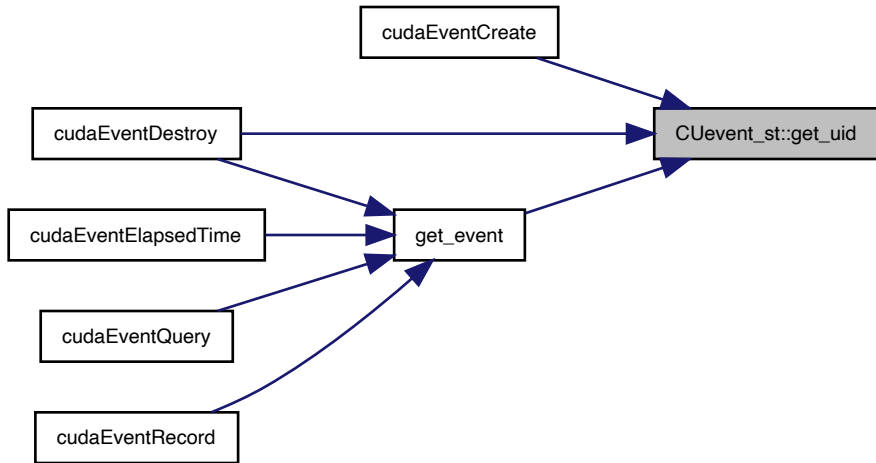 cudaEventCreate
cudaEventDestroy
CUevent_st::get_uid
cudaEventElapsedTime
get_event
cudaEventQuery
cudaEventRecord